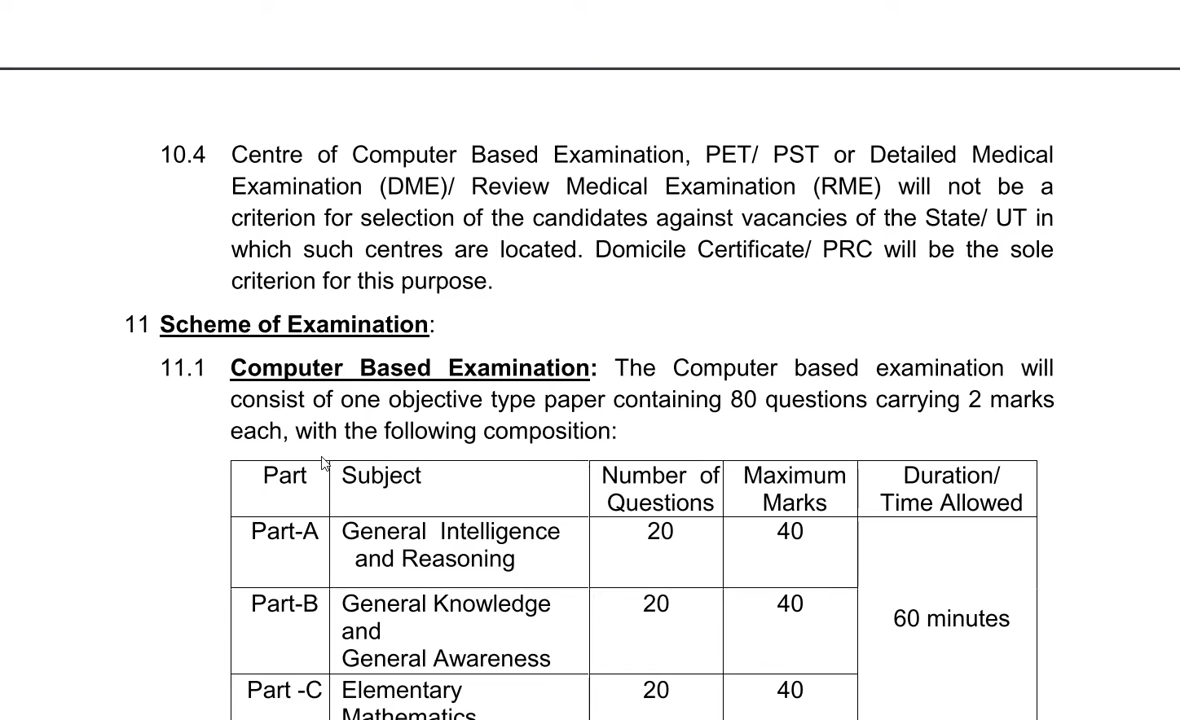 10.4 Centre of Computer Based Examination, PET/ PST or Detailed Medical
Examination (DME)/ Review Medical Examination (RME) will not be a
criterion for selection of the candidates against vacancies of the State/ UT in
which such centres are located. Domicile Certificate/ PRC will be the sole
criterion for this purpose.
11 Scheme of Examination:
11.1 Computer Based Examination: The Computer based examination will
consist of one objective type paper containing 80 questions carrying 2 marks
each, with the following composition:
Part Subject Number of Maximum Duration/
Questions Marks Time Allowed
Part-A General Intelligence 20 40
and Reasoning
Part-B General Knowledge 20 40
60 minutes
and
General Awareness
Part -C Elementary 20 40
Mathematics